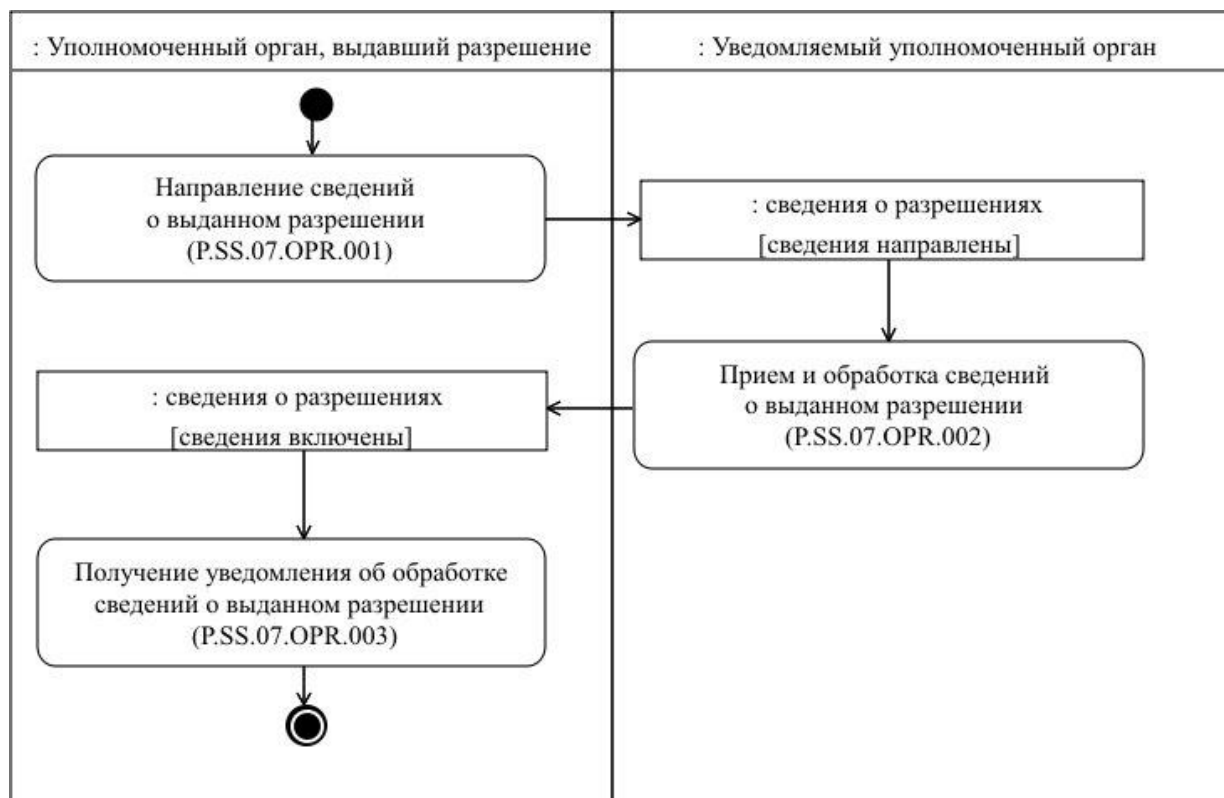 : Уполномоченный орган, выдавший разрешение
: Уведомляемый уполномоченный орган
Направление сведений
о выданном разрешении
(P.SS.07.OPR.001)
: сведения о разрешениях
[сведения направлены]
Прием и обработка сведений
о выданном разрешении
(P.SS.07.OPR.002)
: сведения о разрешениях
[сведения включены]
Получение уведомления об обработке
сведений о выданном разрешении
(P.SS.07.OPR.003)